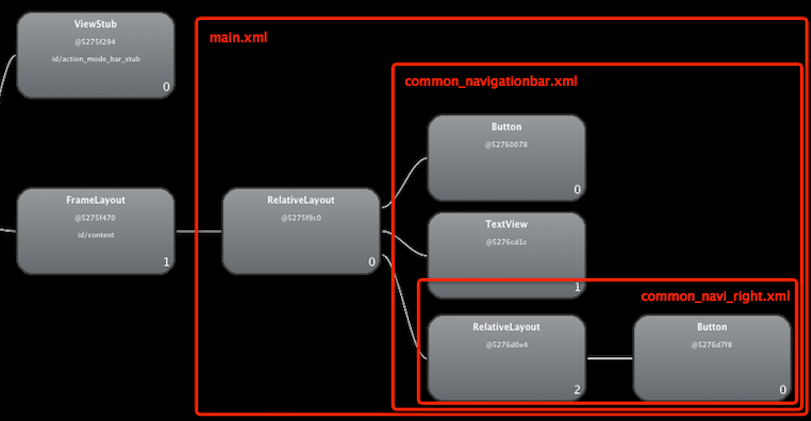 ViewStub
@5275f294
id/action_mode_bar_stub
0
main.xml
common_navigationbar.xml
Button
@52760078
0
FrameLayout
@5275f470
id/content
1
RelativeLayout
@5275f9c0
0
TextView
@5276cd1c
1
common_navi_right.xml
RelativeLayout
@5276d0e4
2
Button
@5276d7f8
0